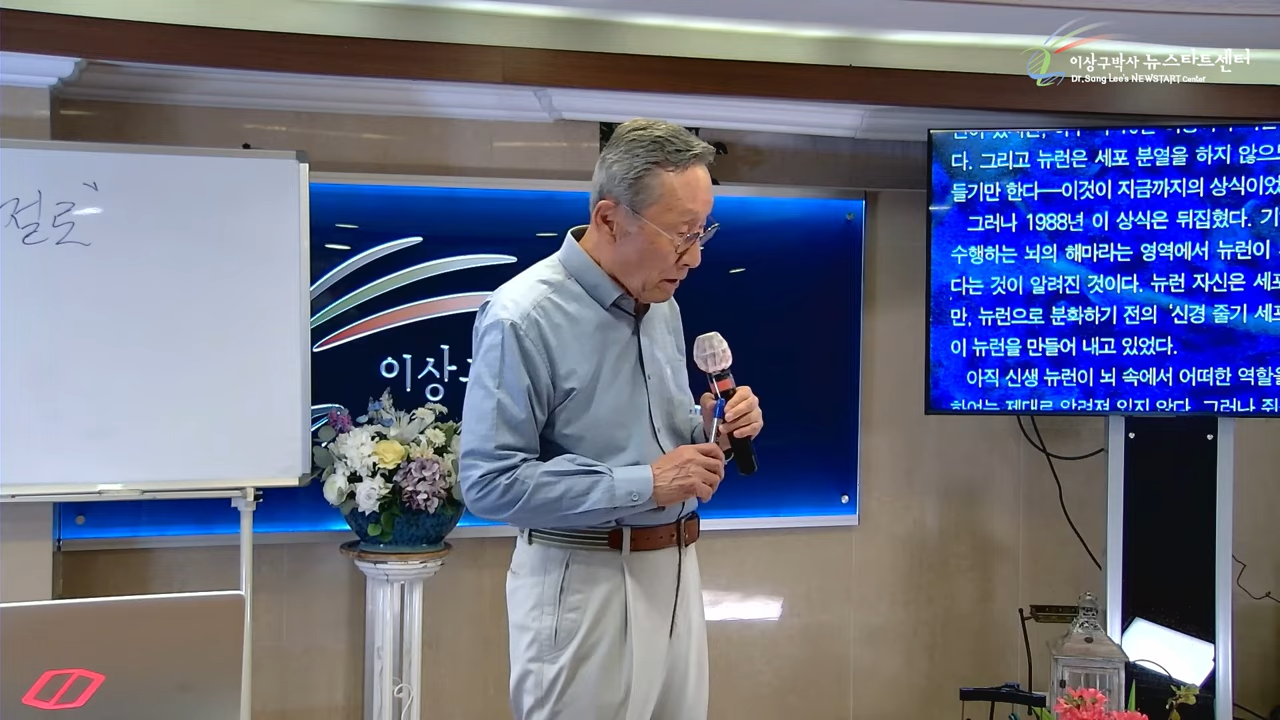 이상구박사 뉴스타트센터
Dr. Sang Lee's NEWSTART Center
절로
이상
다. 그리고 뉴런은 세포 분열을 하지 않으
들기만 한다—이것이 지금까지의 상식이었
그러나 1988년 이 상식은 뒤집혔다. 기
수행하는 뇌의 해마라는 영역에서 뉴런이
다는 것이 알려진 것이다. 뉴런 자신은 세포
만, 뉴런으로 분화하기 전의 ‘신경 줄기 세포
이 뉴런을 만들어 내고 있었다.
아직 신생 뉴런이 뇌 속에서 어떠한 역할을
하여는 제대로 알려져 있지 않다. 그러나 쥐